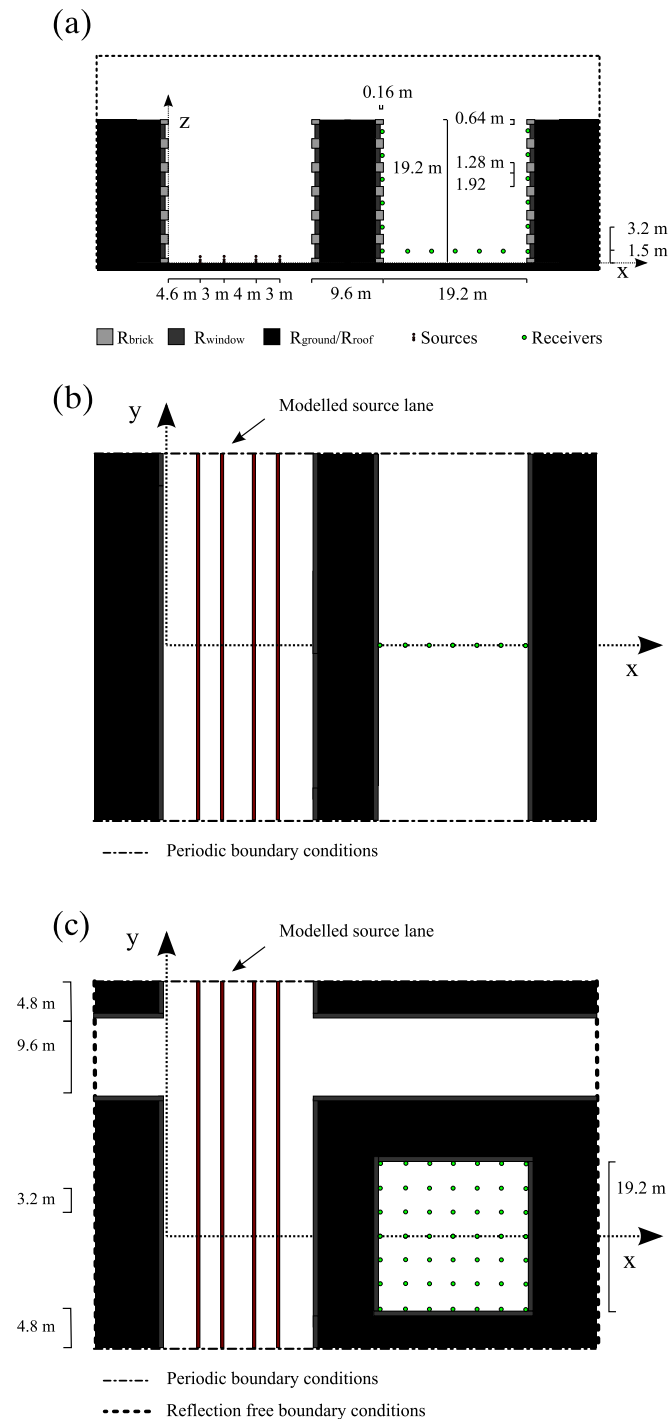 (a)
0.16 m
z
0.64 m
19.2 m
1.28 m
1.92
3.2 m
1.5 m
x
4.6 m 3 m 4 m 3 m
9.6 m
19.2 m
Rbrick Rwindow Rground/Rroof Sources Receivers
(b)
y
Modelled source lane
x
Periodic boundary conditions
(c)
y
Modelled source lane
4.8 m
9.6 m
3.2 m
19.2 m
x
4.8 m
Periodic boundary conditions
Reflection free boundary conditions